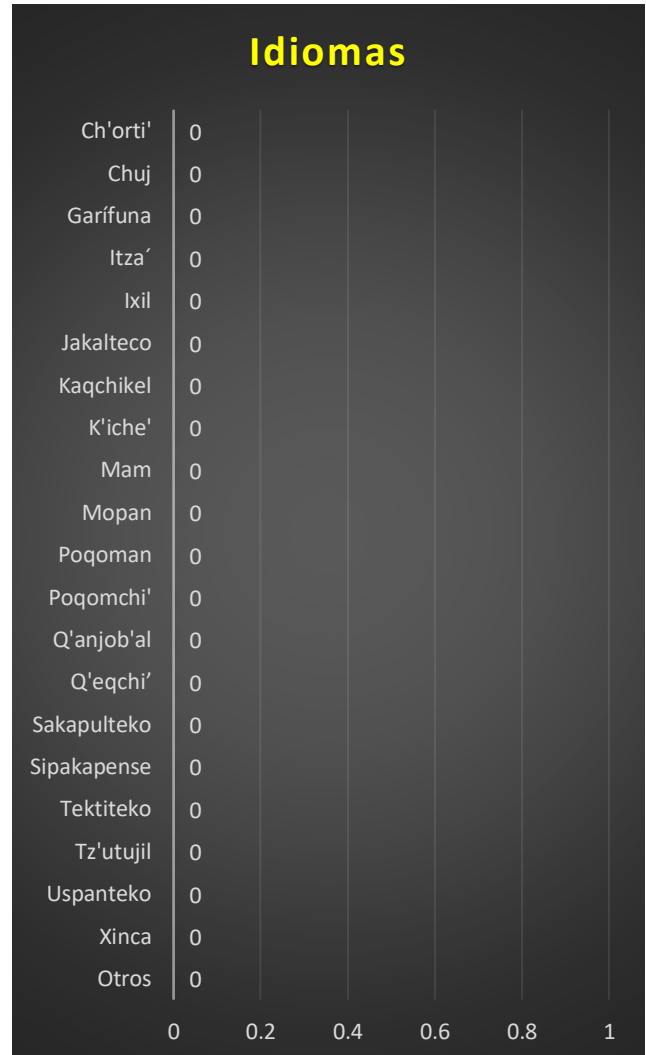 Idiomas
Ch'orti' 0
Chuj 0
Garífuna 0
Itza´ 0
Ixil 0
Jakalteco 0
Kaqchikel 0
K'iche' 0
Mam 0
Mopan 0
Poqoman 0
Poqomchi' 0
Q'anjob'al 0
Q'eqchi’ 0
Sakapulteko 0
Sipakapense 0
Tektiteko 0
Tz'utujil 0
Uspanteko 0
Xinca 0
Otros 0
0 0.2 0.4 0.6 0.8 1